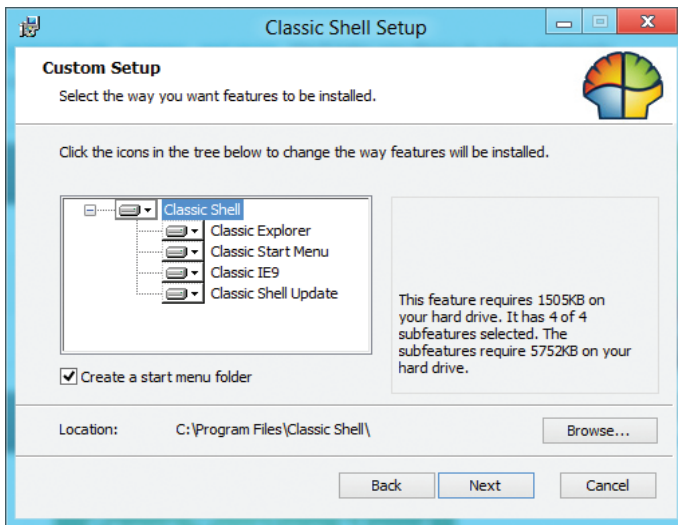 Classic Shell Setup
Custom Setup
Select the way you want features to be installed.
Click the icons in the tree below to change the way features will be installed.
Classic Shell
Classic Explorer
Classic Start Menu
Classic IE9
Classic Shell Update
This feature requires 1505KB on
your hard drive. It has 4 of 4
subfeatures selected. The
subfeatures require 5752KB on your
hard drive.
Create a start menu folder
Location: C:\Program Files\Classic Shell\ Browse...
Back Next Cancel